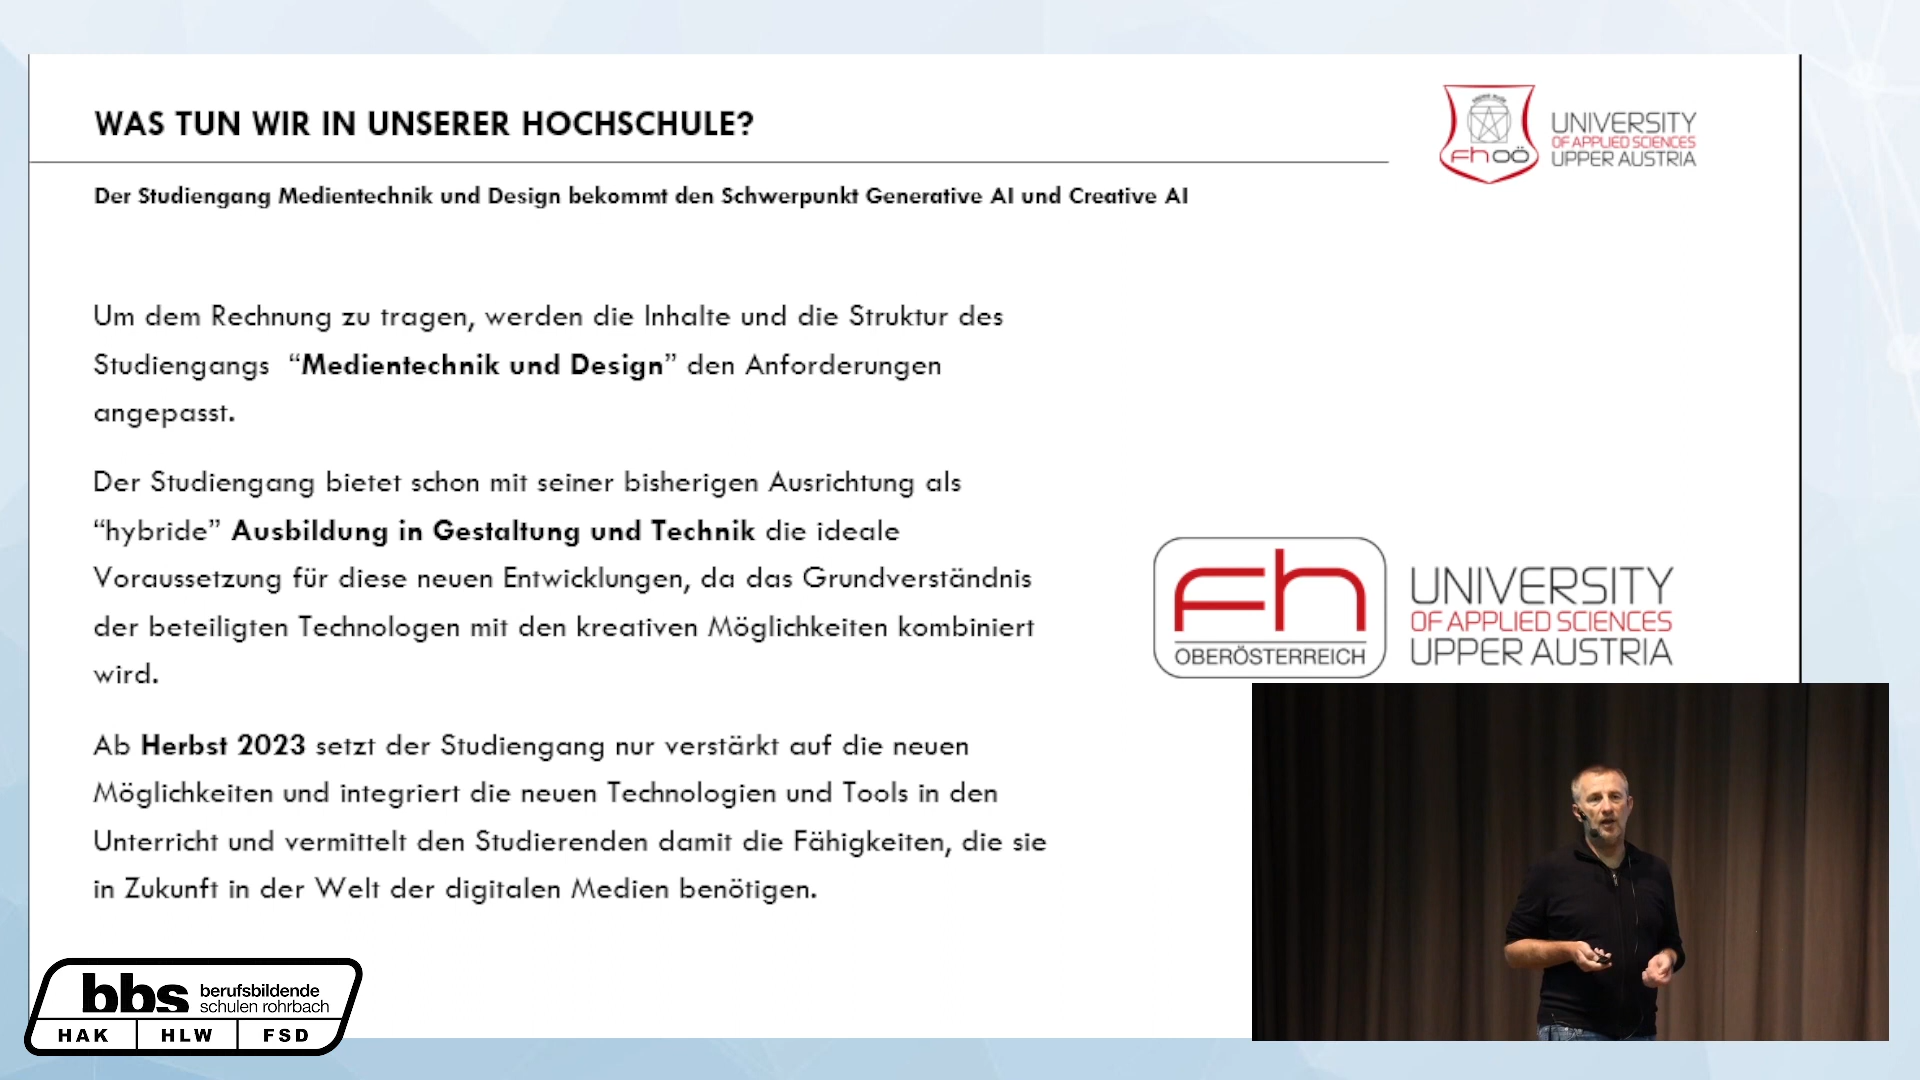 WAS TUN WIR IN UNSERER HOCHSCHULE?
fhoö
UNIVERSITY
OF APPLIED SCIENCES
UPPER AUSTRIA
Der Studiengang Medientechnik und Design bekommt den Schwerpunkt Generative AI und Creative AI
Um dem Rechnung zu tragen, werden die Inhalte und die Struktur des
Studiengangs “Medientechnik und Design” den Anforderungen
angepasst.
Der Studiengang bietet schon mit seiner bisherigen Ausrichtung als
“hybride” Ausbildung in Gestaltung und Technik die ideale
Voraussetzung für diese neuen Entwicklungen, da das Grundverständnis
der beteiligten Technologen mit den kreativen Möglichkeiten kombiniert
wird.
Ab Herbst 2023 setzt der Studiengang nur verstärkt auf die neuen
Möglichkeiten und integriert die neuen Technologien und Tools in den
Unterricht und vermittelt den Studierenden damit die Fähigkeiten, die sie
in Zukunft in der Welt der digitalen Medien benötigen.
fh
OBERÖSTERREICH
UNIVERSITY
OF APPLIED SCIENCES
UPPER AUSTRIA
bbs berufsbildende
schulen rohrbach
HAK HLW FSD